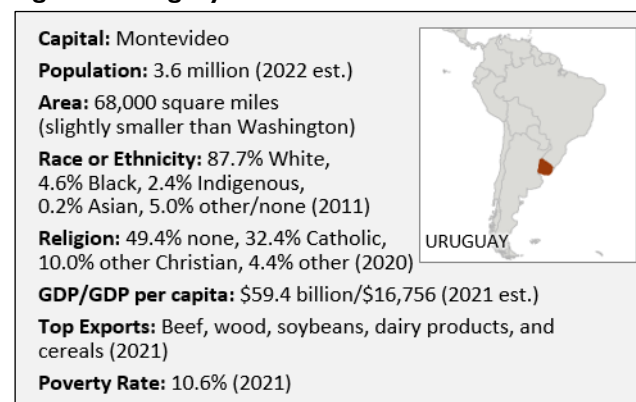 Capital: Montevideo
Population: 3.6 million (2022 est.)
Area: 68,000 square miles
(slightly smaller than Washington)
Race or Ethnicity: 87.7% White,
4.6% Black, 2.4% Indigenous,
0.2% Asian, 5.0% other/none (2011)
Religion: 49.4% none, 32.4% Catholic,
10.0% other Christian, 4.4% other (2020)
URUGUAY
GDP/GDP per capita: $59.4 billion/$16,756 (2021 est.)
Top Exports: Beef, wood, soybeans, dairy products, and
cereals (2021)
Poverty Rate: 10.6% (2021)